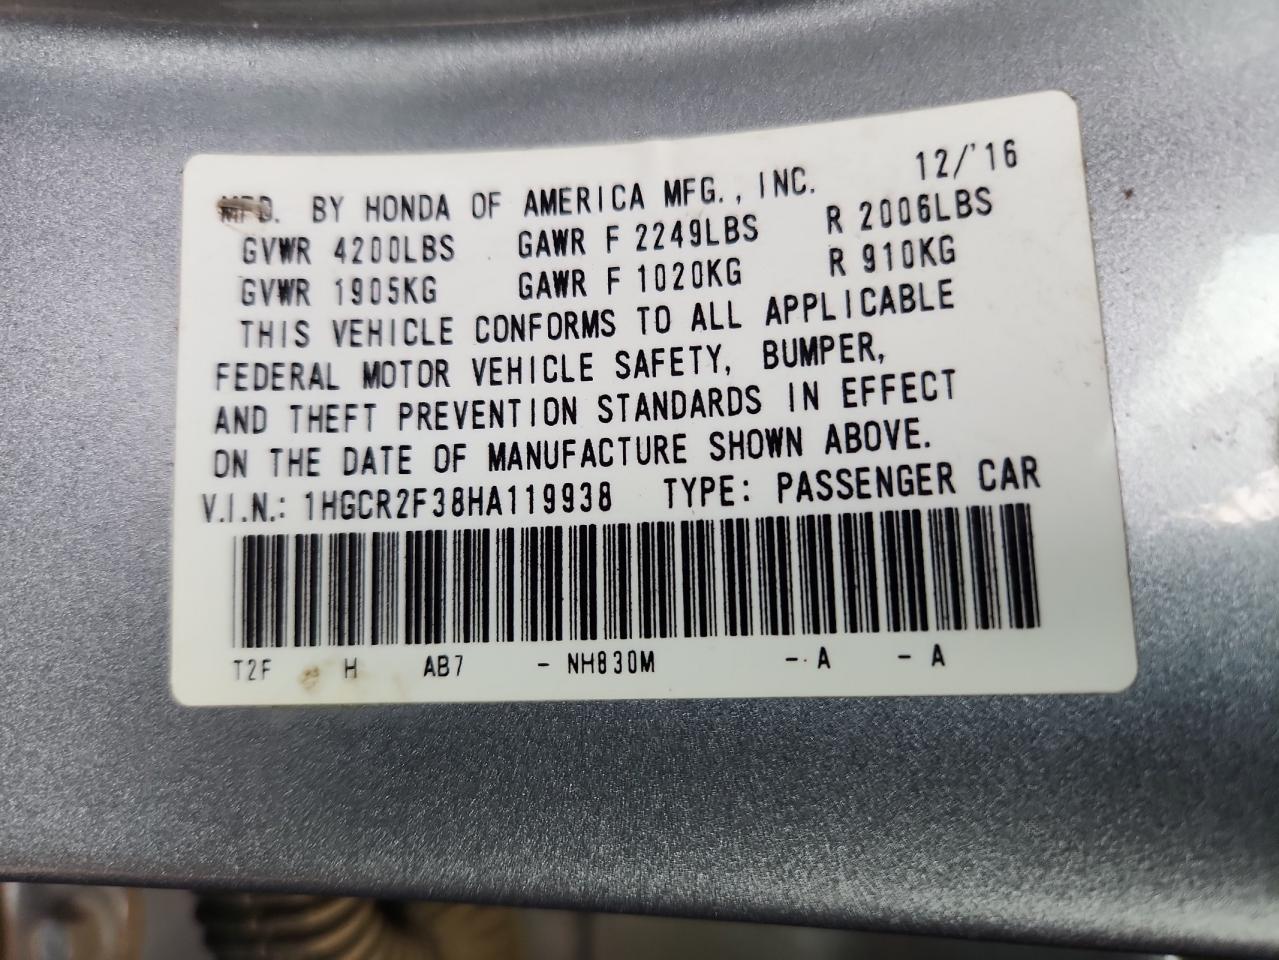 MFD. BY HONDA OF AMERICA MFG., INC. 12/'16
GVWR 4200LBS GAWR F 2249LBS R 2006LBS
GVWR 1905KG GAWR F 1020KG R 910KG
THIS VEHICLE CONFORMS TO ALL APPLICABLE
FEDERAL MOTOR VEHICLE SAFETY, BUMPER,
AND THEFT PREVENTION STANDARDS IN EFFECT
ON THE DATE OF MANUFACTURE SHOWN ABOVE.
V.I.N.: 1HGCR2F38HA119938 TYPE: PASSENGER CAR
T2F H AB7 - NH830M - A - A